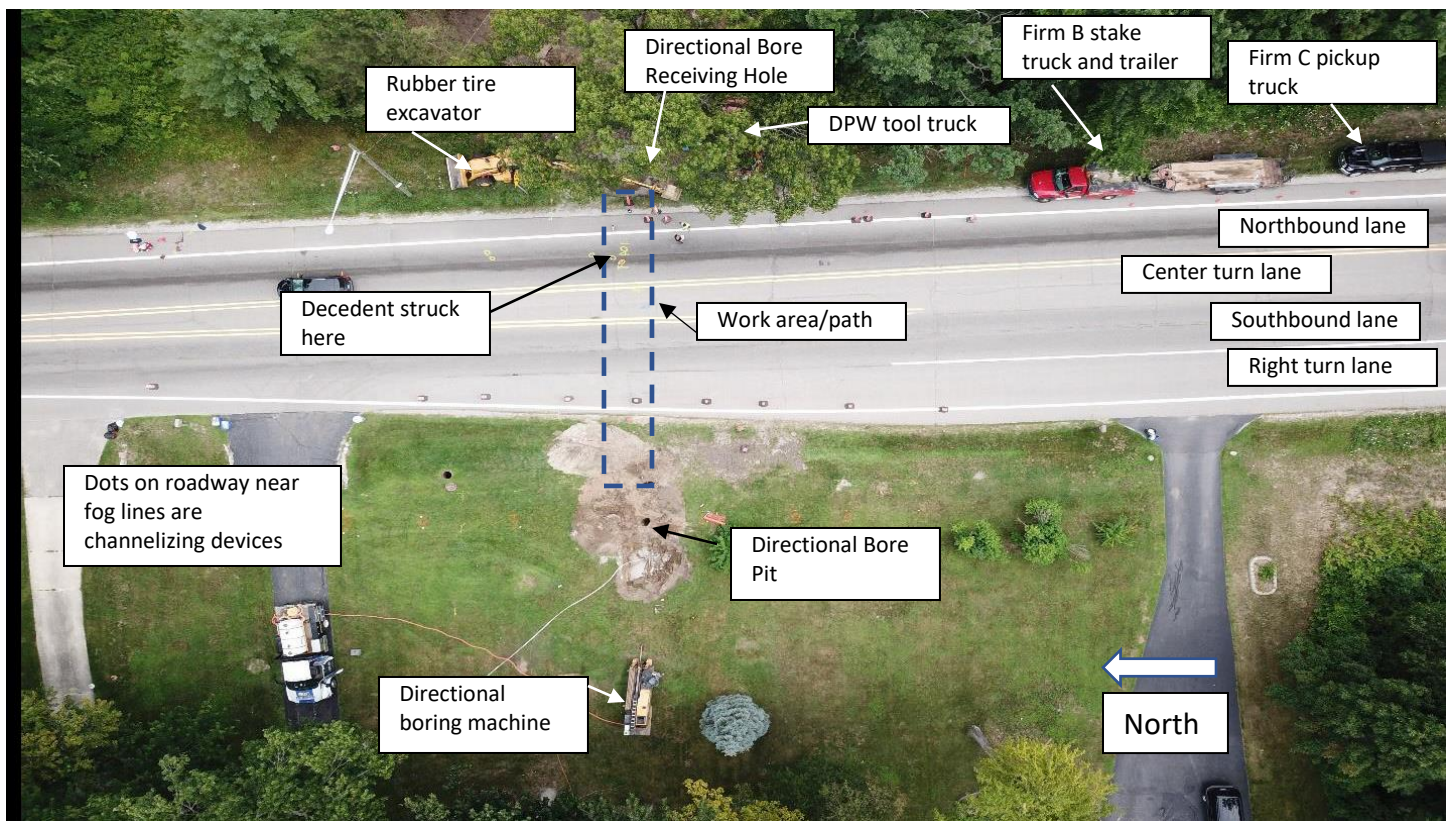 Rubber tire
excavator
Directional Bore
Receiving Hole
DPW tool truck
Firm B stake
truck and trailer
Firm C pickup
truck
Northbound lane
Center turn lane
Southbound lane
Right turn lane
Decedent struck
here
Work area/path
Dots on roadway near
fog lines are
channelizing devices
Directional Bore
Pit
Directional
boring machine
North